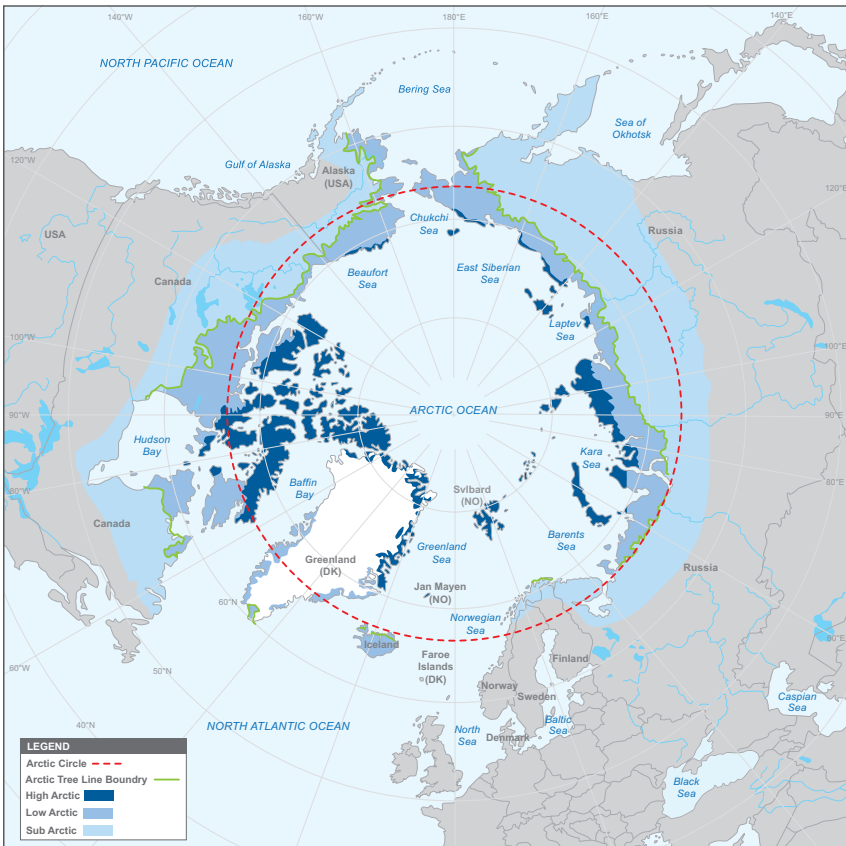 140°W
160°W
180°E
160°E
140°E
NORTH PACIFIC OCEAN
Bering Sea
Sea of
Okhotsk
120°W
Gulf of Alaska
Alaska
(USA)
120°E
USA
Chukchi
Sea
Russia
Canada
Beaufort
Sea
East Siberian
Sea
Laptev
Sea
100°W
100°E
90°W
ARCTIC OCEAN
90°E
Hudson
Bay
Kara
Sea
Baffin
Bay
80°W
Svlbard
(NO)
80°E
Canada
Barents
Sea
Greenland
Sea
Greenland
(DK)
Russia
Jan Mayen
(NO)
60°N
Norwegian
Sea
60°E
Iceland
Faroe
Islands
(DK)
Finland
60°W
50°N
Norway
Sweden
Caspian
Sea
40°N
NORTH ATLANTIC OCEAN
North
Sea
Denmark
Baltic
Sea
Black
Sea
LEGEND
Arctic Circle
Arctic Tree Line Boundry
High Arctic
Low Arctic
Sub Arctic